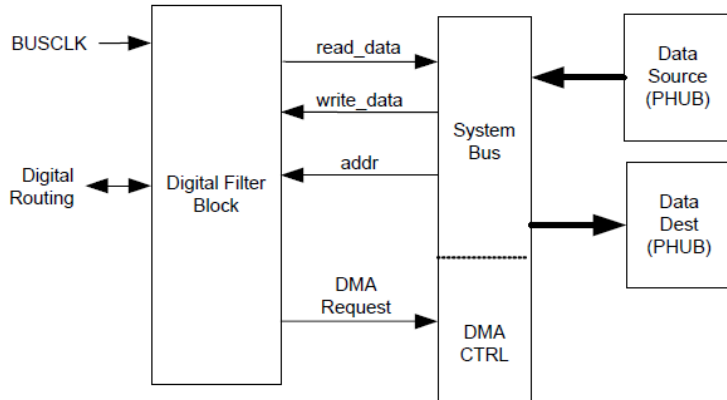 BUSCLK
read_data
Data
Source
(PHUB)
write_data
System
Bus
addr
Digital
Routing
Digital Filter
Block
Data
Dest
(PHUB)
DMA
Request
DMA
CTRL